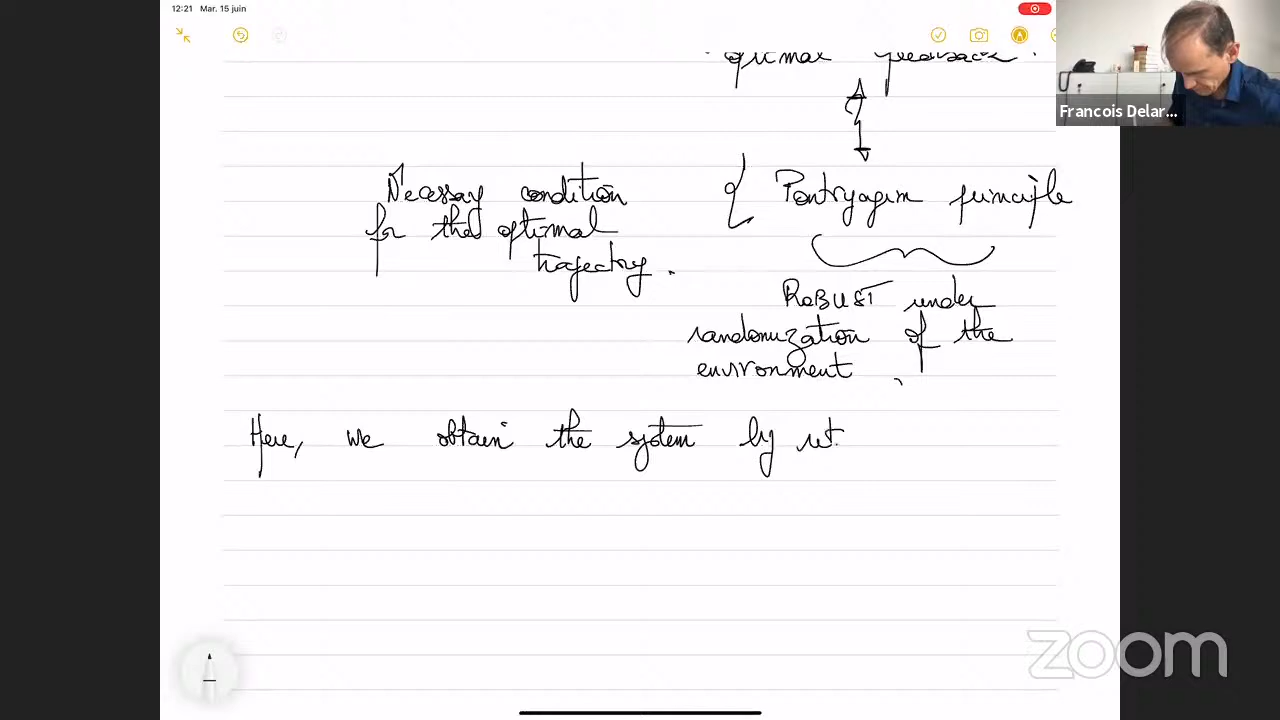 12:21 Mar. 15 juin
optimal feedback.
Francois Delar...
Necessary condition
for the optimal
trajectory.
Pontryagin principle
ROBUST under
randomization of the
environment.
Here, we obtain the system by
zoom